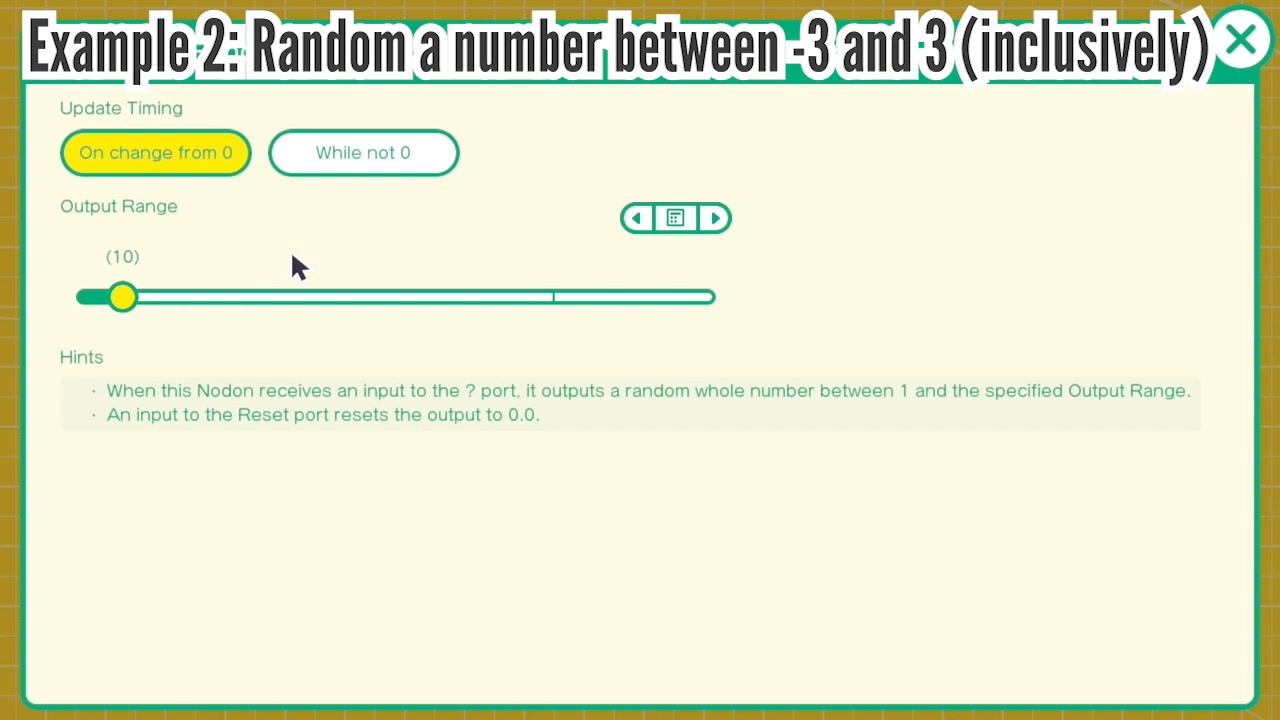 Example 2: Random a number between -3 and 3 (inclusively)
Update Timing
On change from 0
While not 0
Output Range
(10)
Hints
· When this Nodon receives an input to the ? port, it outputs a random whole number between 1 and the specified Output Range.
· An input to the Reset port resets the output to 0.0.